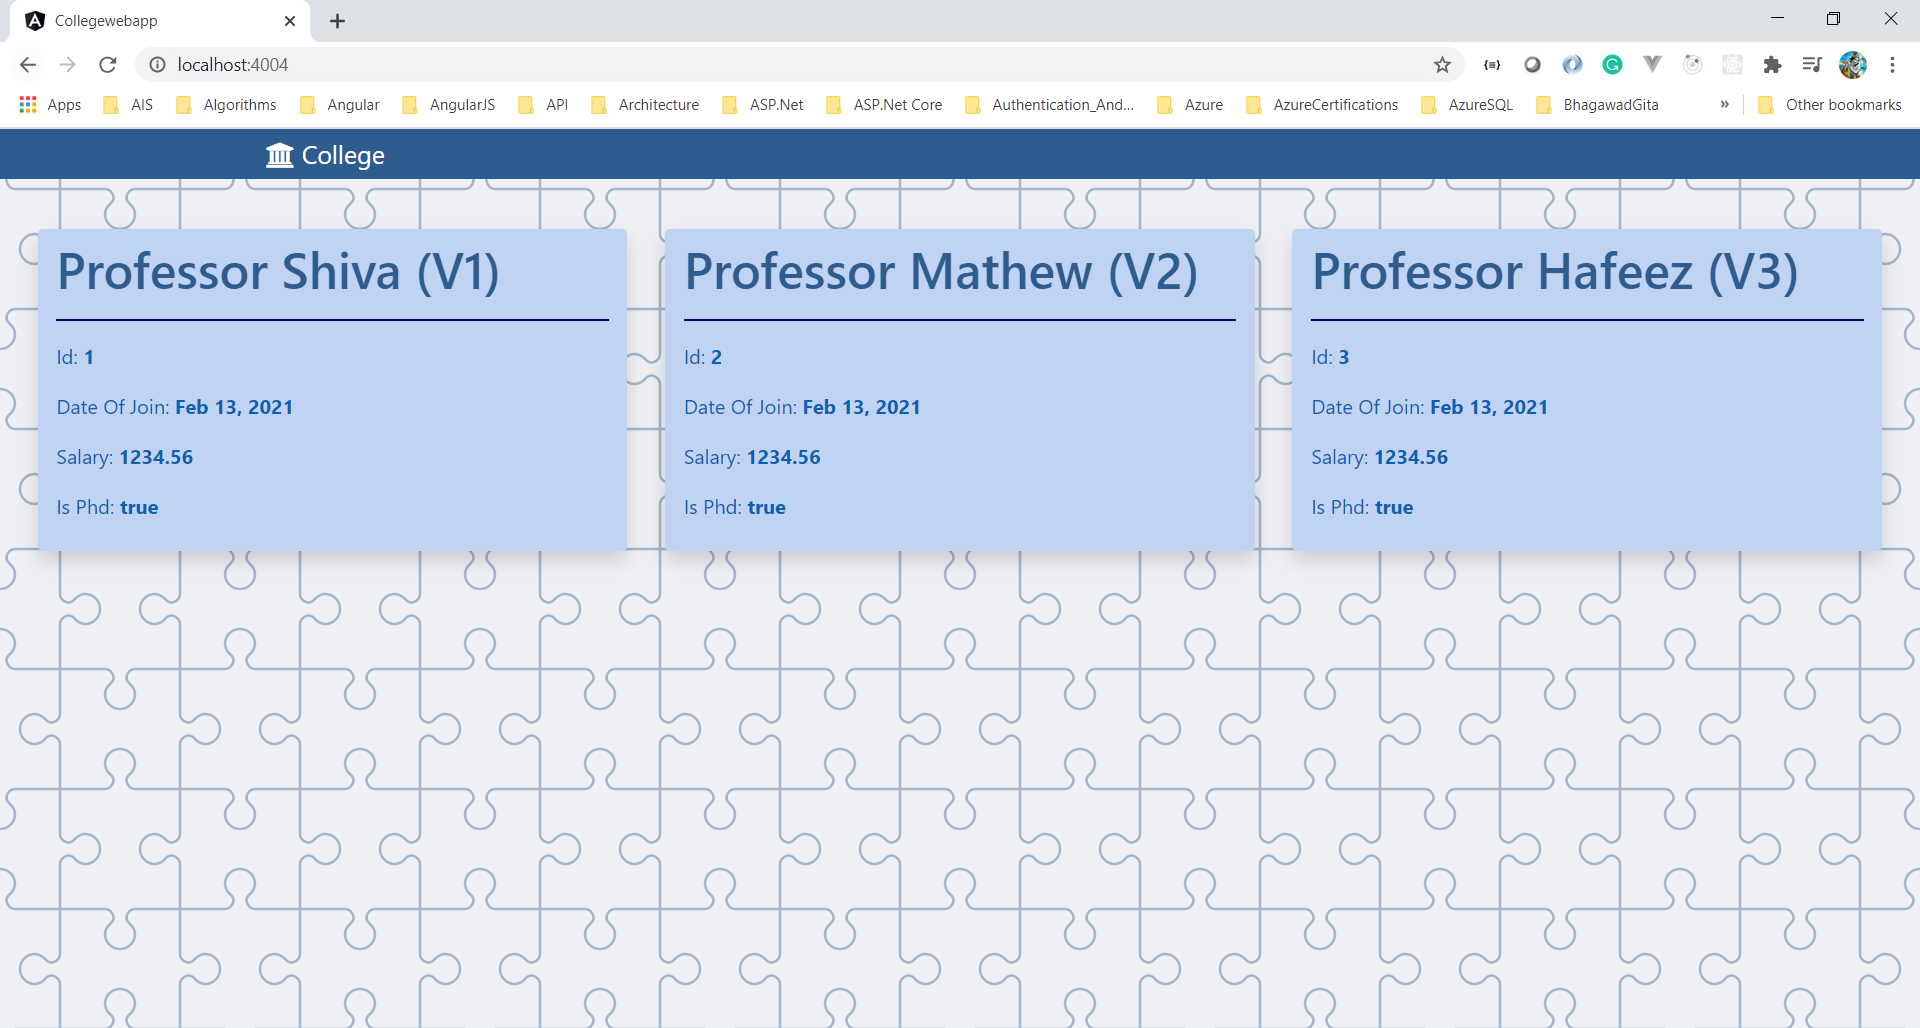 Collegewebapp
localhost:4004
Apps AIS Algorithms Angular AngularJS API Architecture ASP.Net ASP.Net Core Authentication_And... Azure AzureCertifications AzureSQL BhagawadGita » Other bookmarks
College
Professor Shiva (V1)
Id: 1
Date Of Join: Feb 13, 2021
Salary: 1234.56
Is Phd: true
Professor Mathew (V2)
Id: 2
Date Of Join: Feb 13, 2021
Salary: 1234.56
Is Phd: true
Professor Hafeez (V3)
Id: 3
Date Of Join: Feb 13, 2021
Salary: 1234.56
Is Phd: true